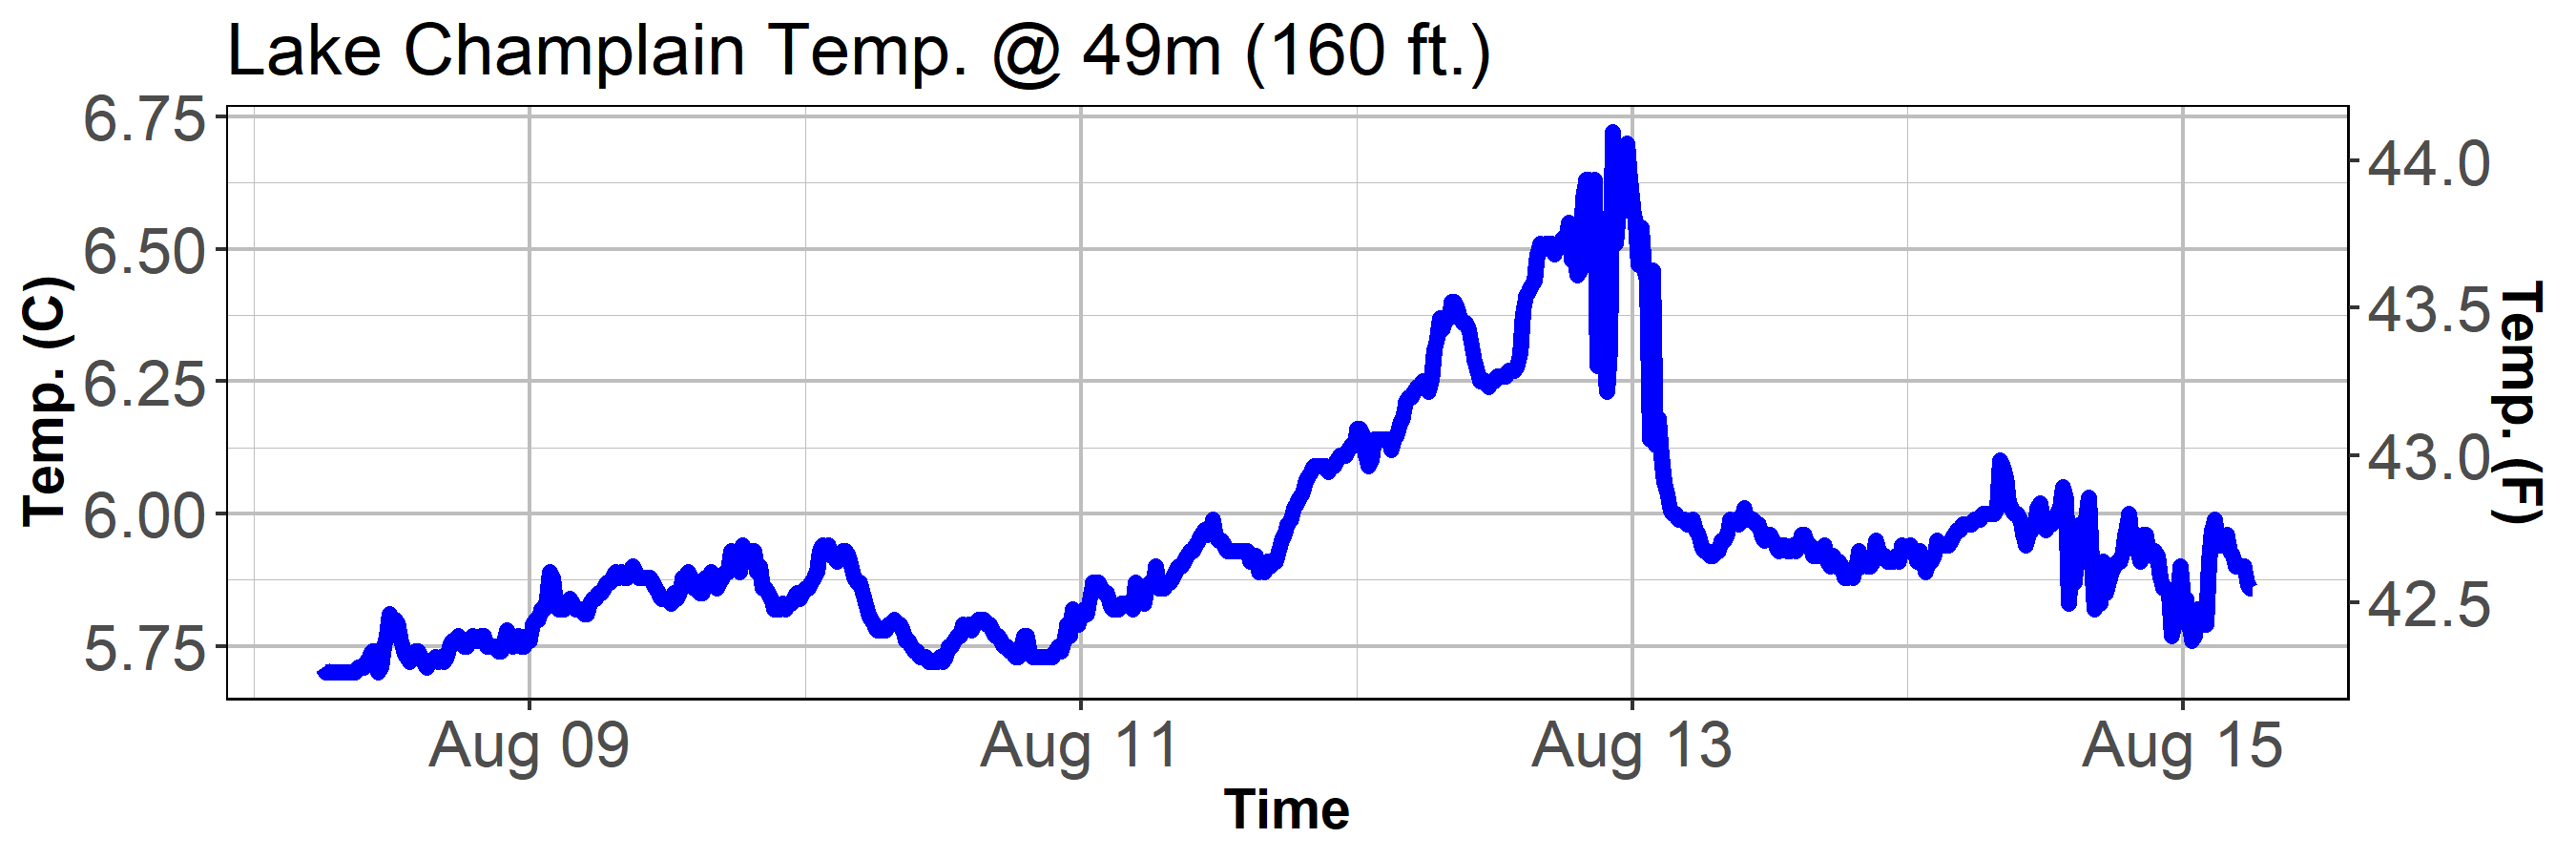 Lake Champlain Temp. @ 49m (160 ft.)
6.75
6.50
6.25
6.00
5.75
Temp. (C)
44.0
43.5
43.0
42.5
Temp. (F)
Aug 09 Aug 11 Aug 13 Aug 15
Time